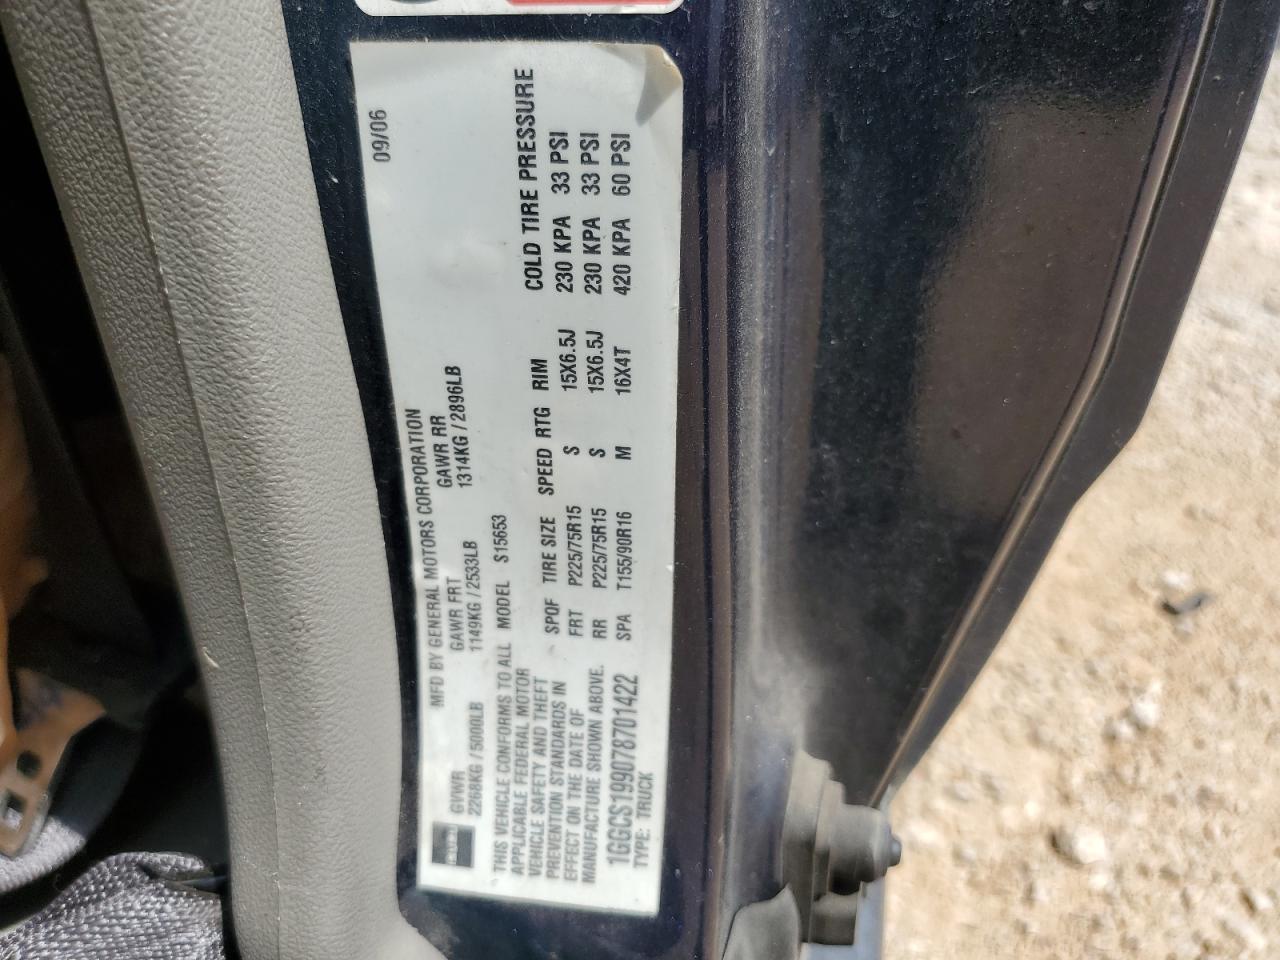 09/06
MFD BY GENERAL MOTORS CORPORATION
GVWR GAWR FRT GAWR RR
2268KG / 5000LB 1149KG / 2533LB 1314KG / 2896LB
THIS VEHICLE CONFORMS TO ALL MODEL S15653
APPLICABLE FEDERAL MOTOR
VEHICLE SAFETY AND THEFT
PREVENTION STANDARDS IN
EFFECT ON THE DATE OF
MANUFACTURE SHOWN ABOVE.
SPOF TIRE SIZE SPEED RTG RIM COLD TIRE PRESSURE
FRT P225/75R15 S 15X6.5J 230 KPA 33 PSI
RR P225/75R15 S 15X6.5J 230 KPA 33 PSI
SPA T155/90R16 M 16X4T 420 KPA 60 PSI
1GGCS199078701422
TYPE: TRUCK